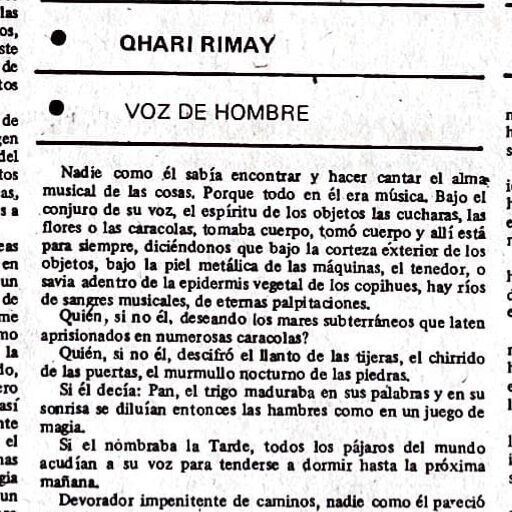 QHARI RIMAY
VOZ DE HOMBRE
Nadie como él sabía encontrar y hacer cantar el alma
musical de las cosas. Porque todo en él era música. Bajo el
conjuro de su voz, el espíritu de los objetos las cucharas, las
flores o las caracolas, tomaba cuerpo, tomó cuerpo y allí está
para siempre, diciéndonos que bajo la corteza exterior de los
objetos, bajo la piel metálica de las máquinas, el tenedor, o
savia adentro de la epidermis vegetal de los copihues, hay ríos
de sangres musicales, de eternas palpitaciones.
Quién, si no él, deseando los mares subterráneos que laten
aprisionados en numerosas caracolas?
Quién, si no él, descifró el llanto de las tijeras, el chirrido
de las puertas, el murmullo nocturno de las piedras.
Si él decía: Pan, el trigo maduraba en sus palabras y en su
sonrisa se diluían entonces las hambres como en un juego de
magia.
Si el nombraba la Tarde, todos los pájaros del mundo
acudían a su voz para tenderse a dormir hasta la próxima
mañana.
Devorador impenitente de caminos, nadie como él pareció